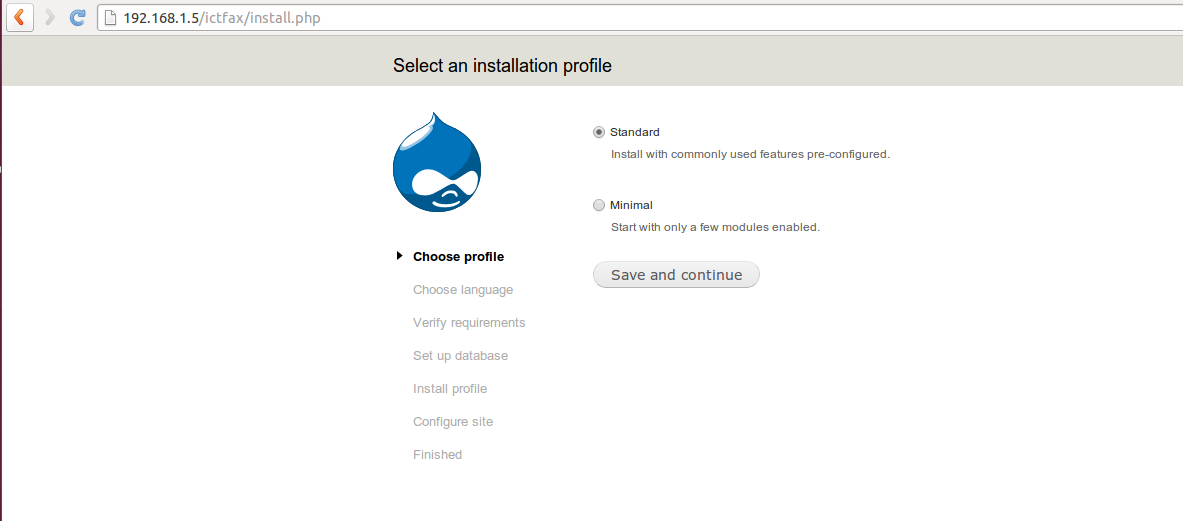 192.168.1.5/ictfax/install.php
Select an installation profile
Standard
Install with commonly used features pre-configured.
Minimal
Start with only a few modules enabled.
Save and continue
Choose profile
Choose language
Verify requirements
Set up database
Install profile
Configure site
Finished